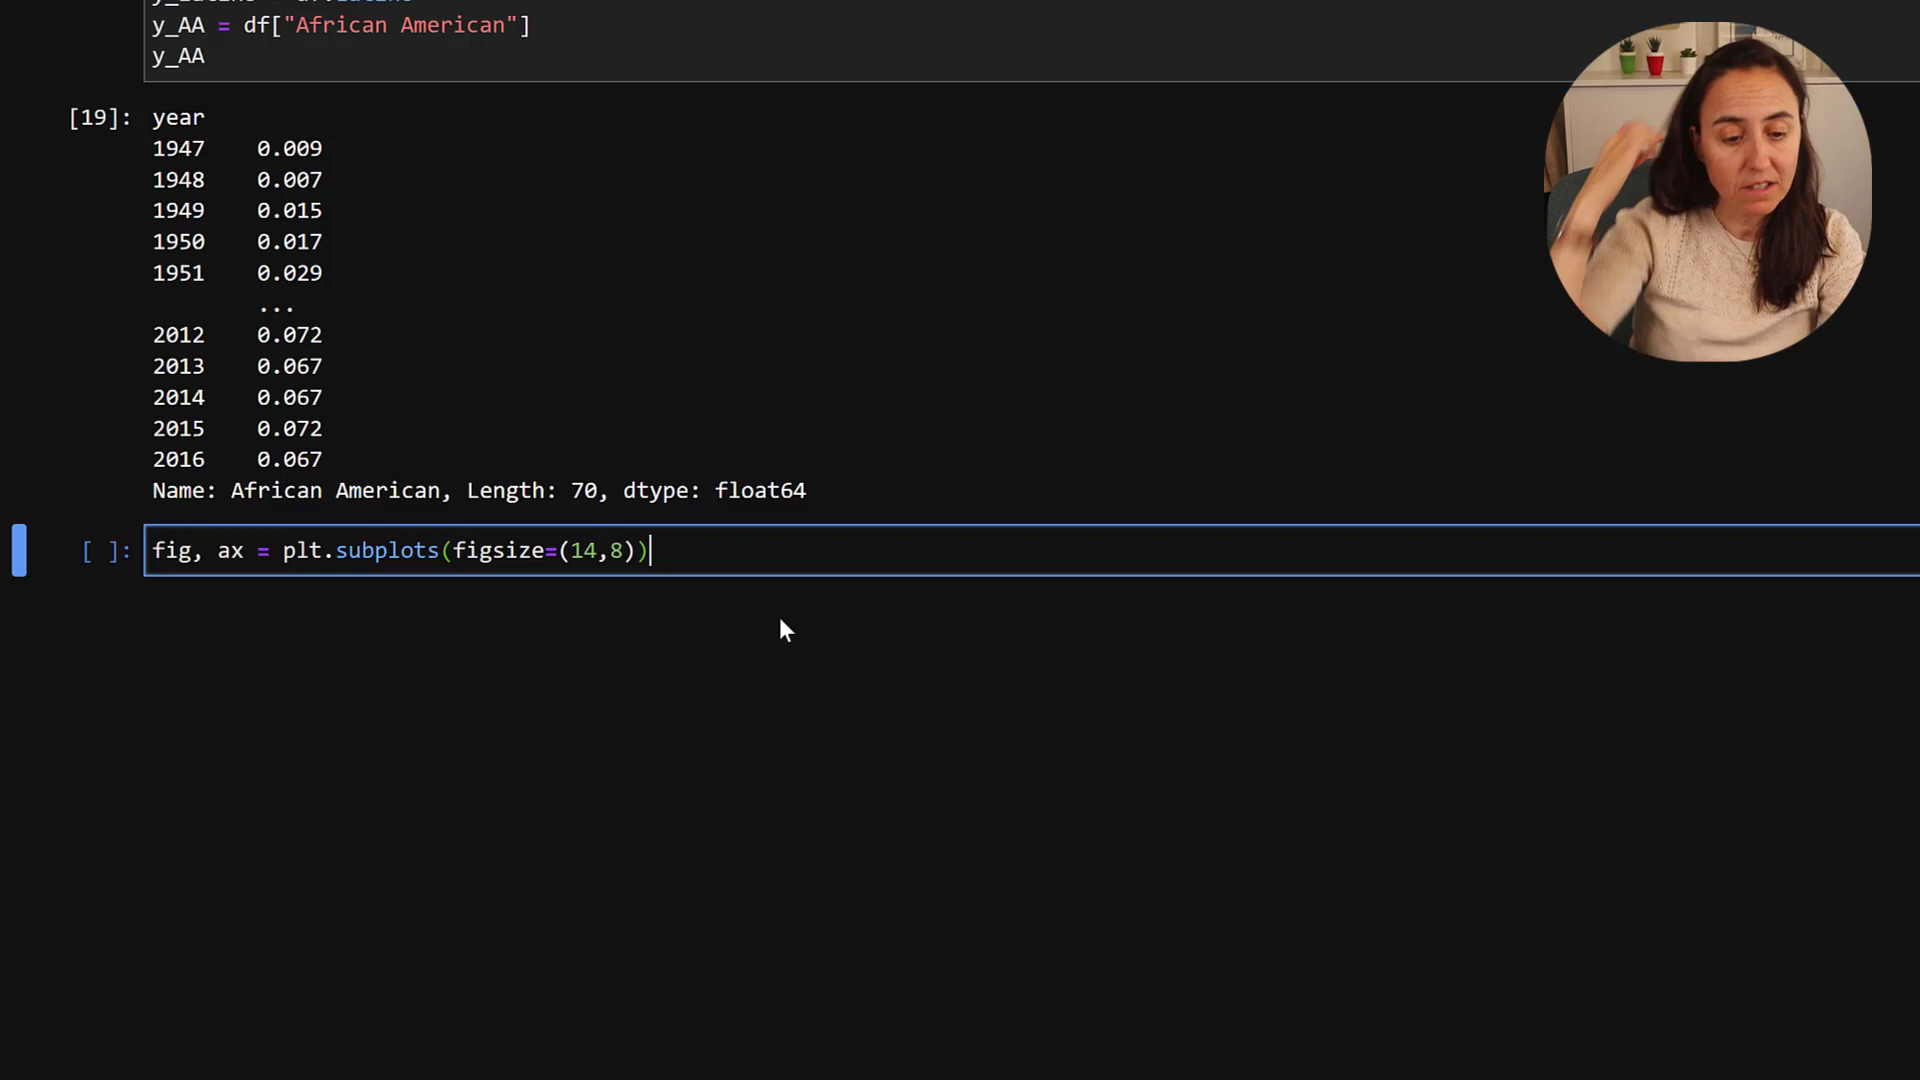 y_AA = df["African American"]
y_AA
[19]: year
1947 0.009
1948 0.007
1949 0.015
1950 0.017
1951 0.029
...
2012 0.072
2013 0.067
2014 0.067
2015 0.072
2016 0.067
Name: African American, Length: 70, dtype: float64
[ ]: fig, ax = plt.subplots(figsize=(14,8))